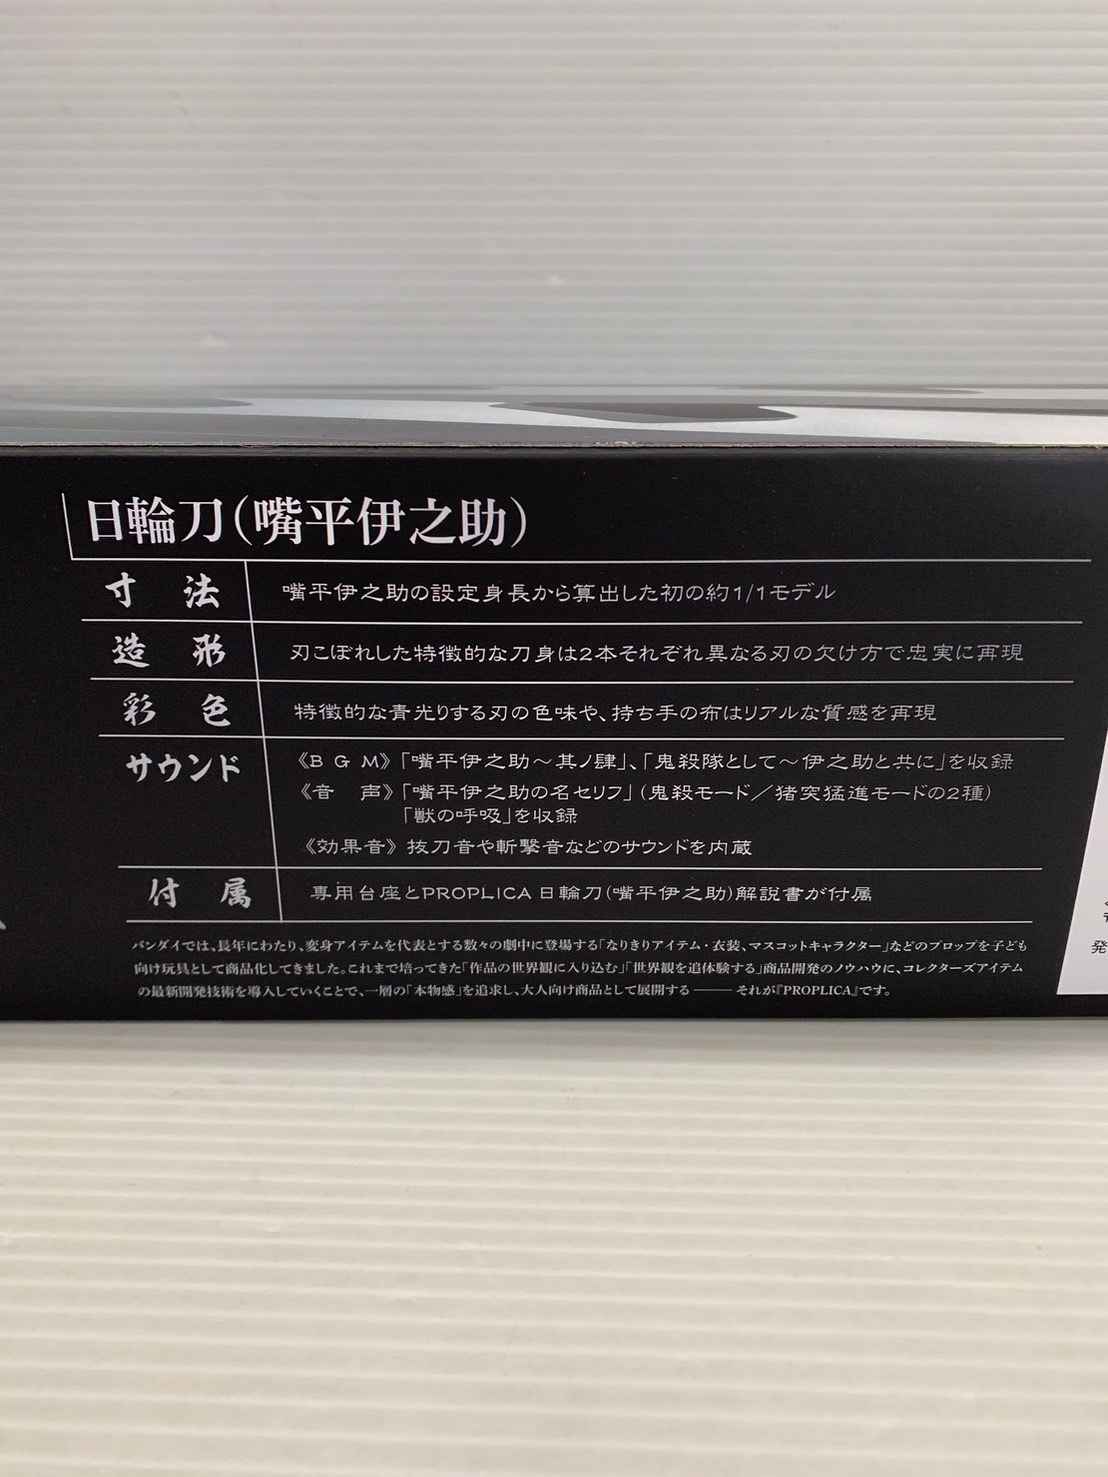 日輪刀(嘴平伊之助)
寸 法 嘴平伊之助の設定身長から算出した初の約1/1モデル
造 形 刃こぼれした特徴的な刀身は2本それぞれ異なる刃の欠け方で忠実に再現
彩 色 特徴的な青光りする刃の色味や、持ち手の布はリアルな質感を再現
サウンド 《B G M》「嘴平伊之助〜其ノ肆」、「鬼殺隊として〜伊之助と共に」を収録
《音 声》「嘴平伊之助の名セリフ」(鬼殺モード/猪突猛進モードの2種)
「獣の呼吸」を収録
《効果音》抜刀音や斬撃音などのサウンドを内蔵
付 属 専用台座とPROPLICA 日輪刀(嘴平伊之助)解説書が付属
バンダイでは、長年にわたり、変身アイテムを代表とする数々の劇中に登場する「なりきりアイテム・衣装、マスコットキャラクター」などのプロップを子ども
向け玩具として商品化してきました。これまで培ってきた「作品の世界観に入り込む」「世界観を追体験する」商品開発のノウハウに、コレクターズアイテム
の最新開発技術を導入していくことで、一層の「本物感」を追求し、大人向け商品として展開する ―― それが『PROPLICA』です。
発